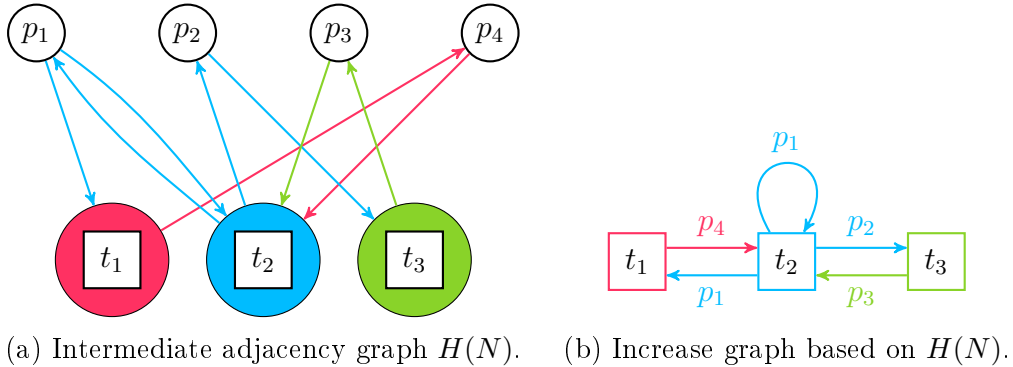 p₁ p₂ p₃ p₄
p₁
p₄ p₂
t₁ t₂ t₃ t₁ t₂ t₃
p₁ p₃
(a) Intermediate adjacency graph H(N). (b) Increase graph based on H(N).